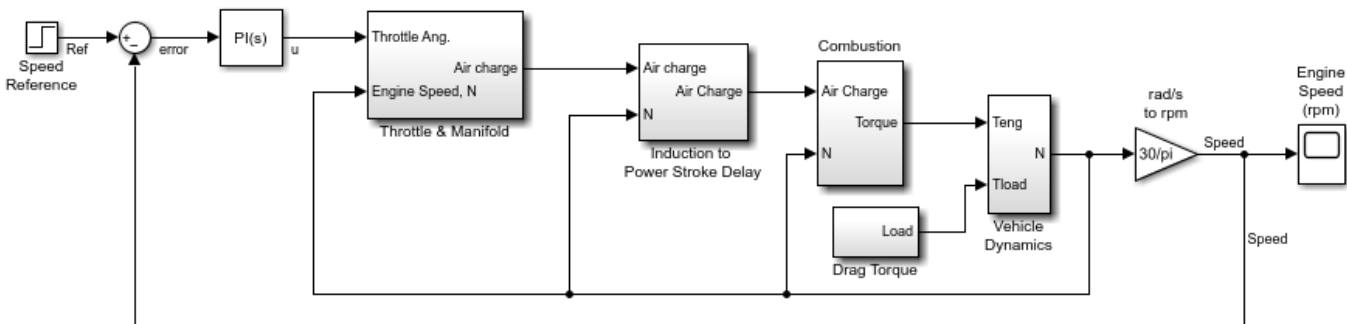 Ref
Speed
Reference
+
−
error
PI(s)
u
Throttle Ang.
Air charge
Engine Speed, N
Throttle & Manifold
Air charge
Air Charge
N
Induction to
Power Stroke Delay
Combustion
Air Charge
Torque
N
Load
Drag Torque
Teng
N
Tload
Vehicle
Dynamics
rad/s
to rpm
30/pi
Speed
Speed
Engine
Speed
(rpm)